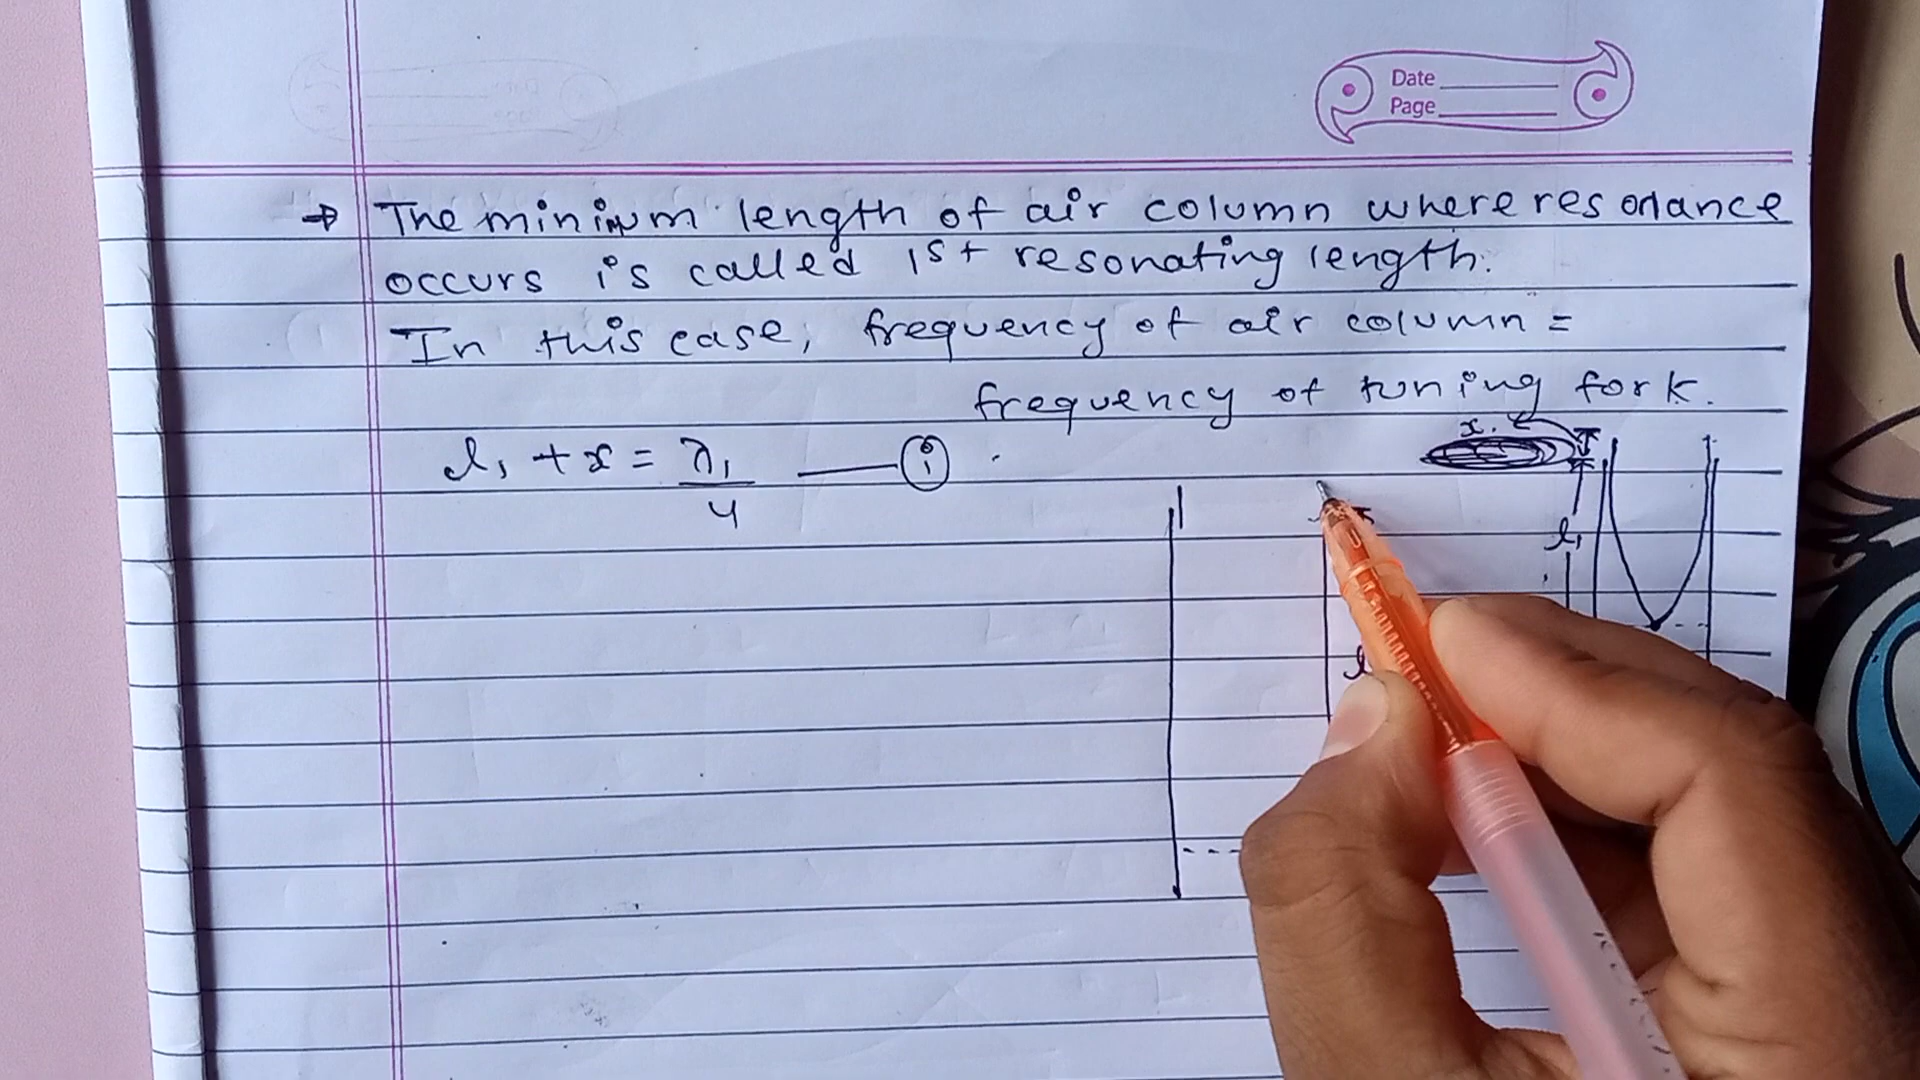 Date
Page
→ The minimum length of air column where resonance
occurs is called 1st resonating length.
In this case, frequency of air column =
frequency of tuning fork.
l₁ + x = λ₁/4 —— (i)
x.
l₁
l